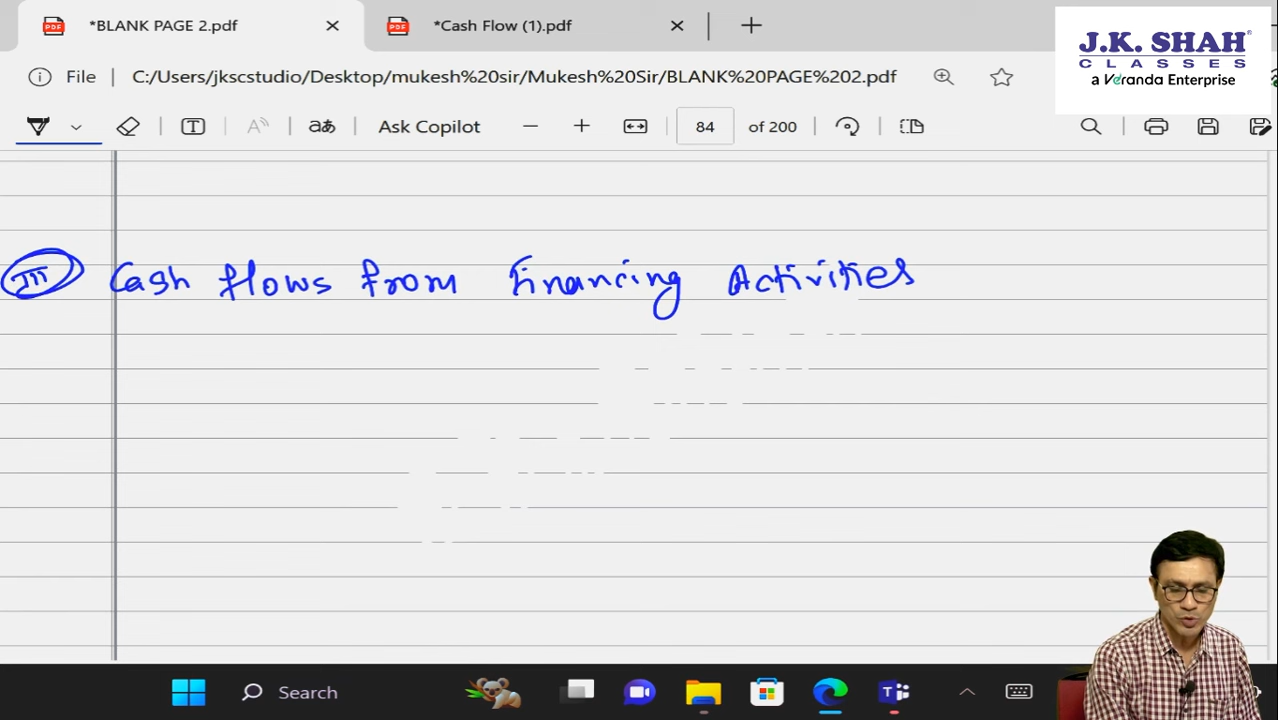 *BLANK PAGE 2.pdf
*Cash Flow (1).pdf
J.K. SHAH
CLASSES
a Veranda Enterprise
File
C:/Users/jkscstudio/Desktop/mukesh%20sir/Mukesh%20Sir/BLANK%20PAGE%202.pdf
Ask Copilot
84 of 200
III Cash flows from Financing Activities
Search